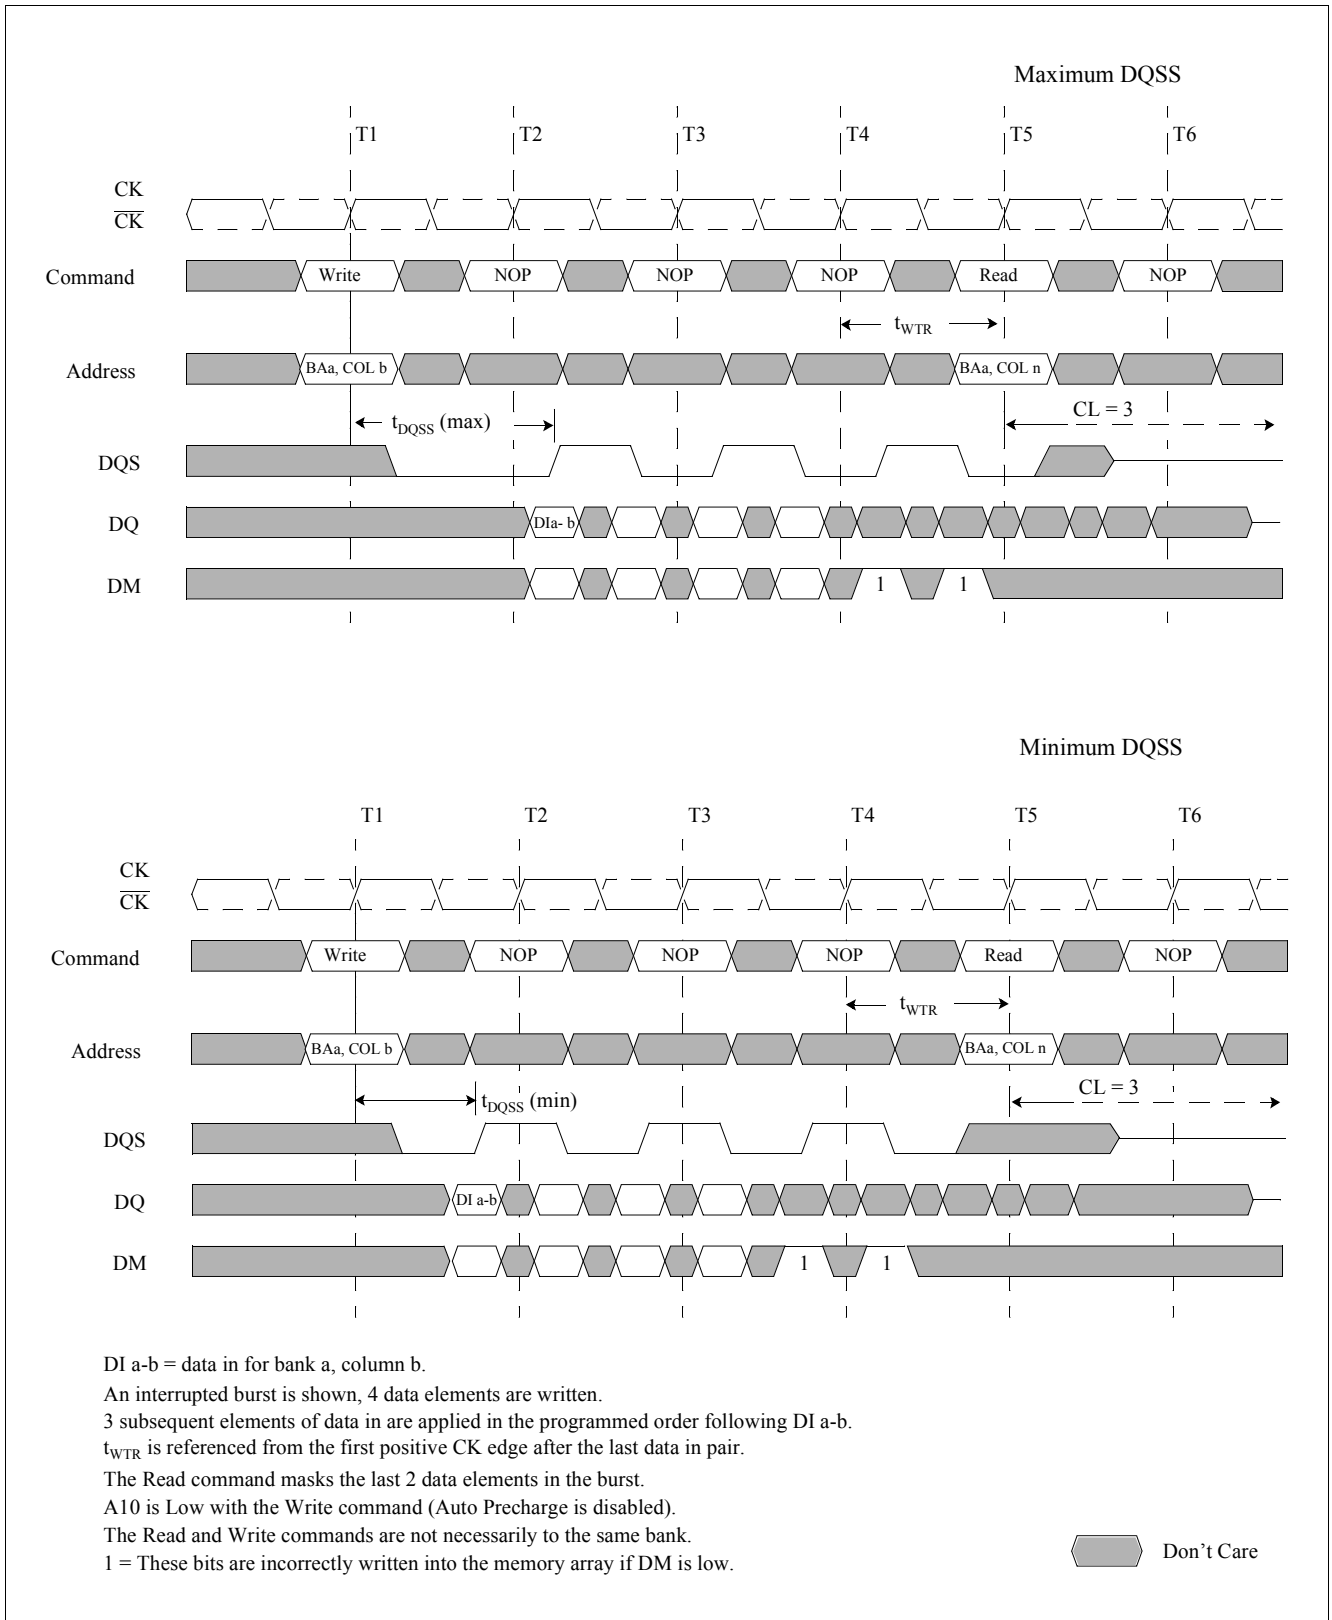 Maximum DQSS
T1 T2 T3 T4 T5 T6
CK
CK
Command Write NOP NOP NOP Read NOP
tWTR
Address BAa, COL b BAa, COL n
tDQSS (max) CL = 3
DQS
DQ DIa- b
DM 1 1
Minimum DQSS
T1 T2 T3 T4 T5 T6
CK
CK
Command Write NOP NOP NOP Read NOP
tWTR
Address BAa, COL b BAa, COL n
tDQSS (min) CL = 3
DQS
DQ DI a-b
DM 1 1
DI a-b = data in for bank a, column b.
An interrupted burst is shown, 4 data elements are written.
3 subsequent elements of data in are applied in the programmed order following DI a-b.
tWTR is referenced from the first positive CK edge after the last data in pair.
The Read command masks the last 2 data elements in the burst.
A10 is Low with the Write command (Auto Precharge is disabled).
The Read and Write commands are not necessarily to the same bank.
1 = These bits are incorrectly written into the memory array if DM is low.
Don't Care